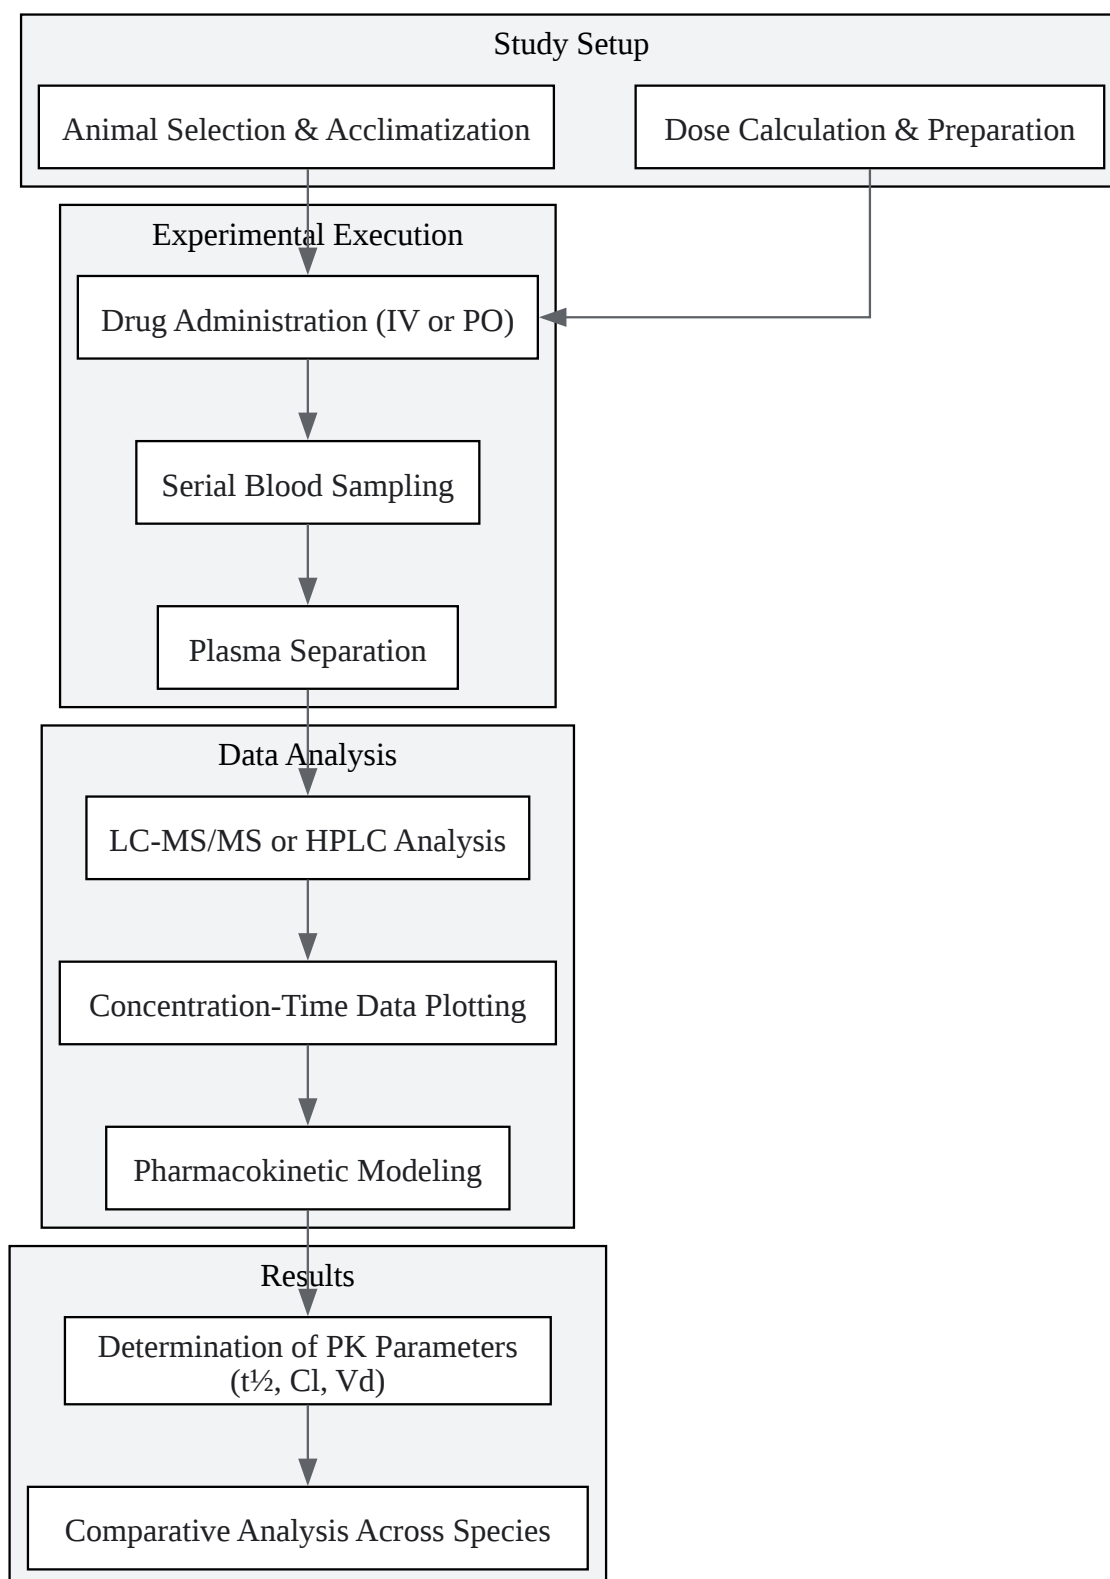 Study Setup
Animal Selection & Acclimatization
Dose Calculation & Preparation
Experimental Execution
Drug Administration (IV or PO)
Serial Blood Sampling
Plasma Separation
Data Analysis
LC-MS/MS or HPLC Analysis
Concentration-Time Data Plotting
Pharmacokinetic Modeling
Results
Determination of PK Parameters
(t½, Cl, Vd)
Comparative Analysis Across Species